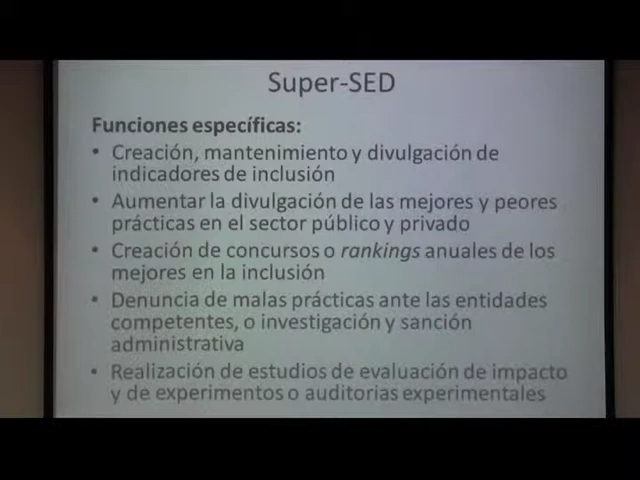 Super-SED
Funciones específicas:
• Creación, mantenimiento y divulgación de
indicadores de inclusión
• Aumentar la divulgación de las mejores y peores
prácticas en el sector público y privado
• Creación de concursos o rankings anuales de los
mejores en la inclusión
• Denuncia de malas prácticas ante las entidades
competentes, o investigación y sanción
administrativa
• Realización de estudios de evaluación de impacto
y de experimentos o auditorias experimentales